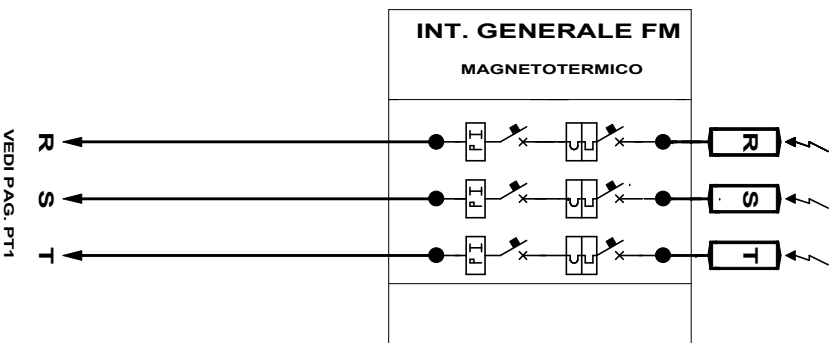 INT. GENERALE FM
MAGNETOTERMICO
R
S
T
VEDI PAG. PT1
R
S
T